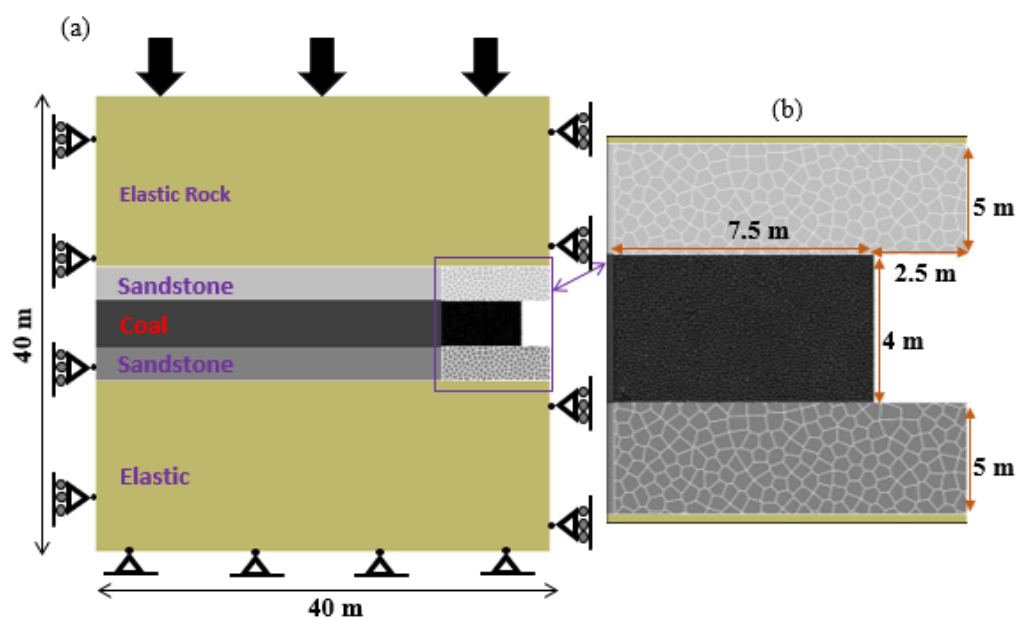 (a)
Elastic Rock
Sandstone
Coal
Sandstone
Elastic
40 m
40 m
(b)
5 m
7.5 m
2.5 m
4 m
5 m